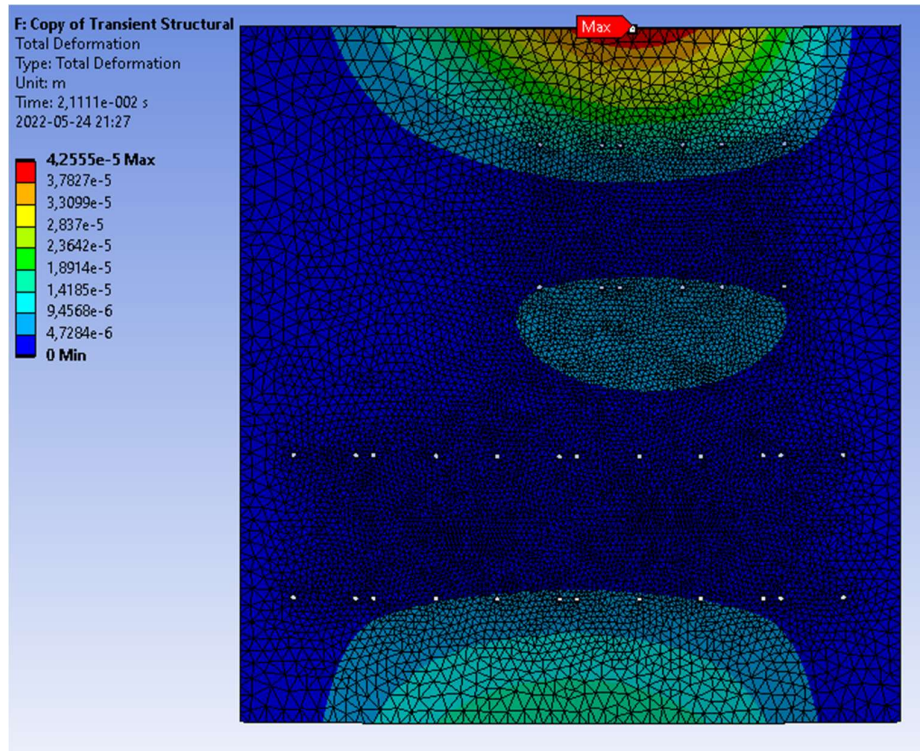 F: Copy of Transient Structural
Total Deformation
Type: Total Deformation
Unit: m
Time: 2,1111e-002 s
2022-05-24 21:27
4,2555e-5 Max
3,7827e-5
3,3099e-5
2,837e-5
2,3642e-5
1,8914e-5
1,4185e-5
9,4568e-6
4,7284e-6
0 Min
Max